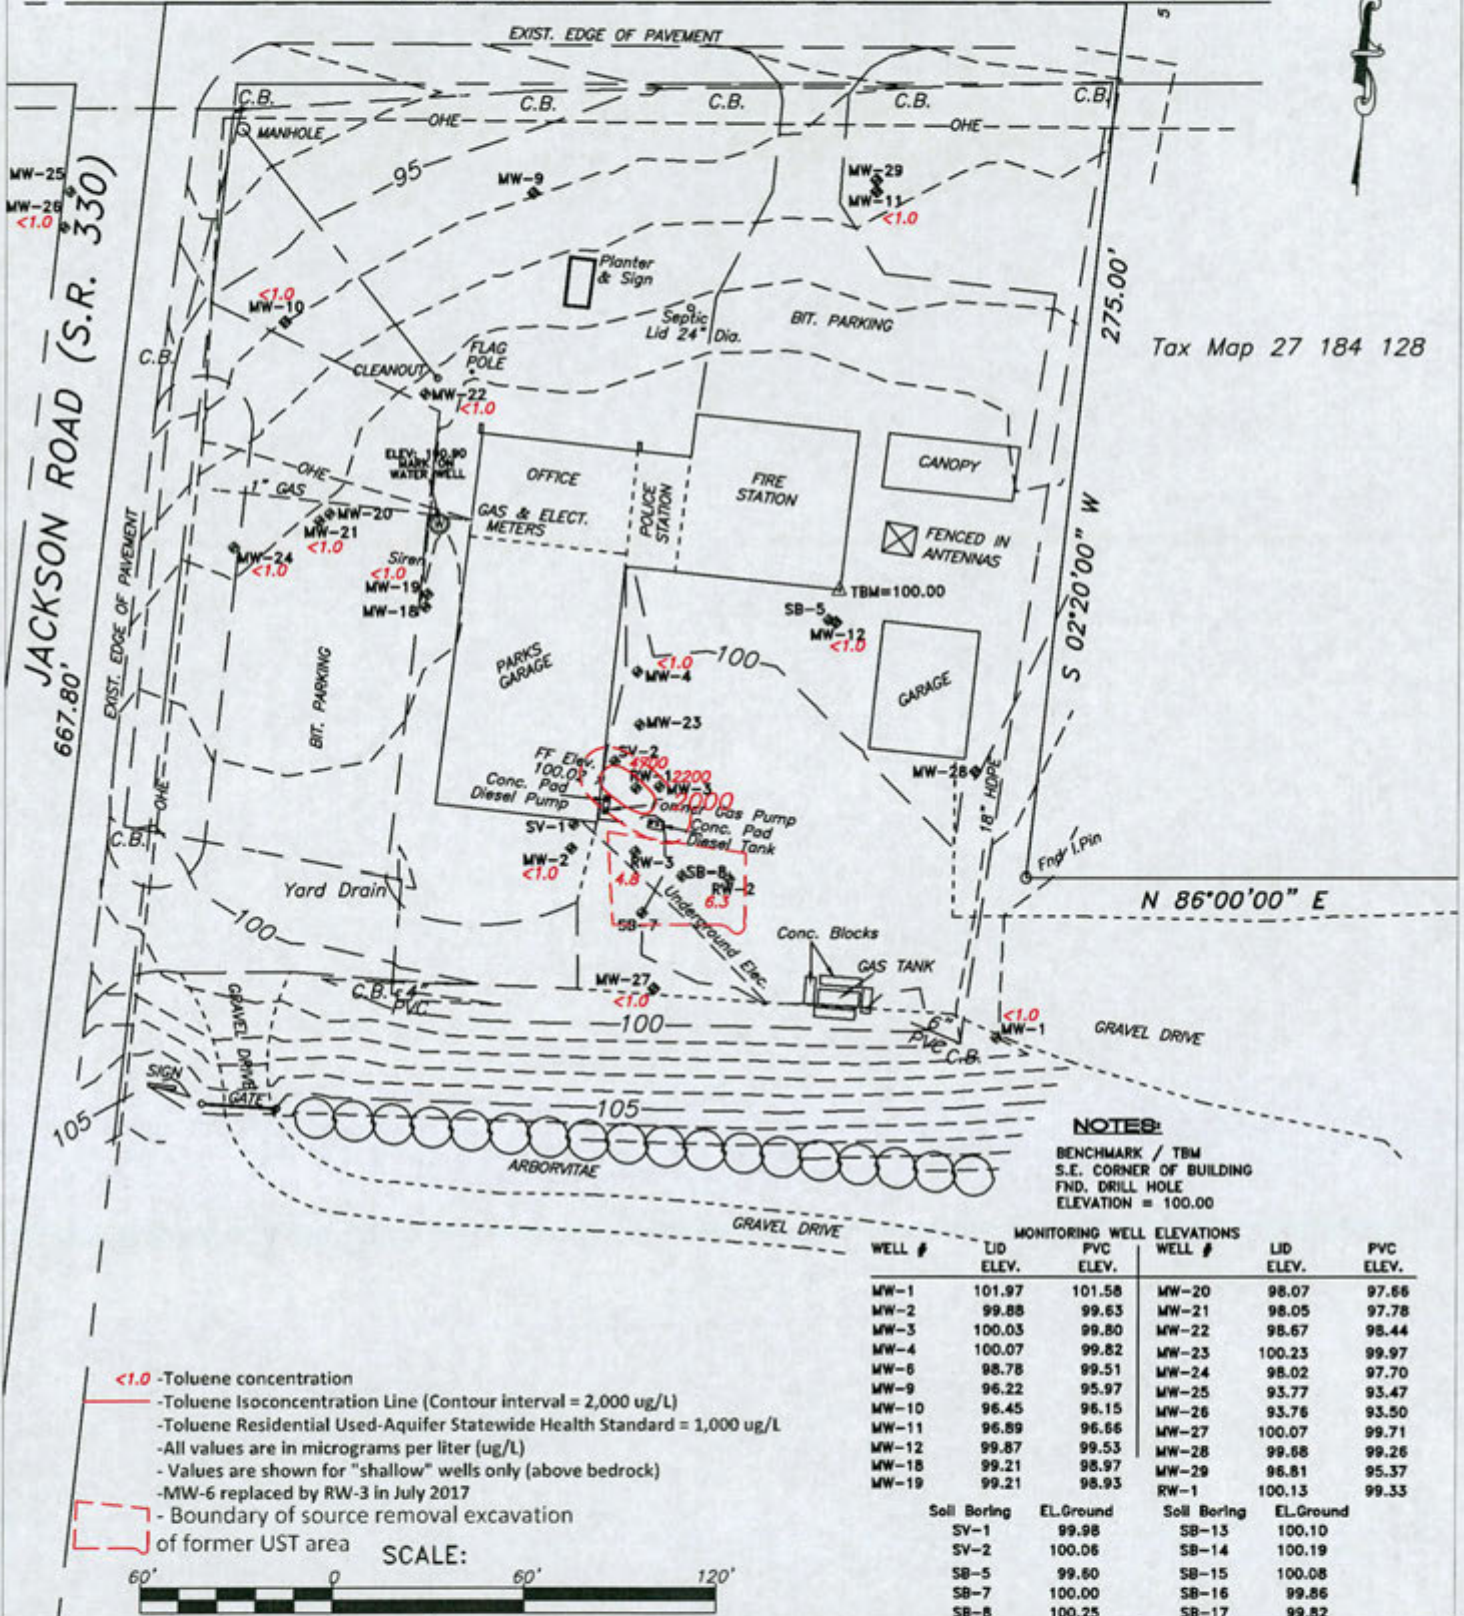 EXIST. EDGE OF PAVEMENT
5
C.B.
C.B.
C.B.
C.B.
C.B.
OHE
OHE
MANHOLE
MW-25
MW-26
<1.0
95
MW-9
MW-29
MW-11
<1.0
JACKSON ROAD (S.R. 330)
667.80'
275.00'
S 02°20'00" W
Planter
& Sign
<1.0
MW-10
Septic
Lid 24" Dia.
BIT. PARKING
Tax Map 27 184 128
C.B.
FLAG
POLE
CLEANOUT
MW-22
<1.0
MARK ON
WATER WELL
OHE
1" GAS
OFFICE
GAS & ELECT.
METERS
POLICE
STATION
FIRE
STATION
CANOPY
FENCED IN
ANTENNAS
MW-20
MW-21
<1.0
MW-24
<1.0
EXIST. EDGE OF PAVEMENT
Siren
<1.0
MW-19
MW-18
TBM=100.00
SB-5
MW-12
<1.0
100
BIT. PARKING
PARKS
GARAGE
<1.0
MW-4
MW-23
GARAGE
MW-28
18" HDPE
FF Elev.
Conc. Pad
Diesel Pump
SV-2
4900
RW-1
2200
MW-3
2000
Former Gas Pump
Conc. Pad
Diesel Tank
OHE
C.B.
SV-1
MW-2
<1.0
RW-3
4.8
SB-8
RW-2
6.3
SB-7
Underground Elec.
Yard Drain
Fnd. I.Pin
N 86°00'00" E
100
Conc. Blocks
GAS TANK
MW-27
<1.0
C.B.
4"
PVC
100
6"
PVC
C.B.
<1.0
MW-1
GRAVEL DRIVE
GRAVEL DRIVE
SIGN
GATE
105
105
ARBORVITAE
GRAVEL DRIVE
NOTES:
BENCHMARK / TBM
S.E. CORNER OF BUILDING
FND. DRILL HOLE
ELEVATION = 100.00
MONITORING WELL ELEVATIONS
WELL # LID PVC WELL # LID PVC
ELEV. ELEV. ELEV. ELEV.
MW-1 101.97 101.58 MW-20 98.07 97.66
MW-2 99.88 99.63 MW-21 98.05 97.78
MW-3 100.03 99.80 MW-22 98.67 98.44
MW-4 100.07 99.82 MW-23 100.23 99.97
MW-6 98.78 99.51 MW-24 98.02 97.70
MW-9 96.22 95.97 MW-25 93.77 93.47
MW-10 96.45 96.15 MW-26 93.76 93.50
MW-11 96.89 96.66 MW-27 100.07 99.71
MW-12 99.87 99.53 MW-28 99.68 99.26
MW-18 99.21 98.97 MW-29 96.81 95.37
MW-19 99.21 98.93 RW-1 100.13 99.33
Soil Boring EL.Ground Soil Boring EL.Ground
SV-1 99.98 SB-13 100.10
SV-2 100.06 SB-14 100.19
SB-5 99.60 SB-15 100.08
SB-7 100.00 SB-16 99.86
SB-8 100.25 SB-17 99.82
<1.0 -Toluene concentration
-Toluene Isoconcentration Line (Contour interval = 2,000 ug/L)
-Toluene Residential Used-Aquifer Statewide Health Standard = 1,000 ug/L
-All values are in micrograms per liter (ug/L)
- Values are shown for "shallow" wells only (above bedrock)
-MW-6 replaced by RW-3 in July 2017
- Boundary of source removal excavation
of former UST area
SCALE:
60' 0 60' 120'